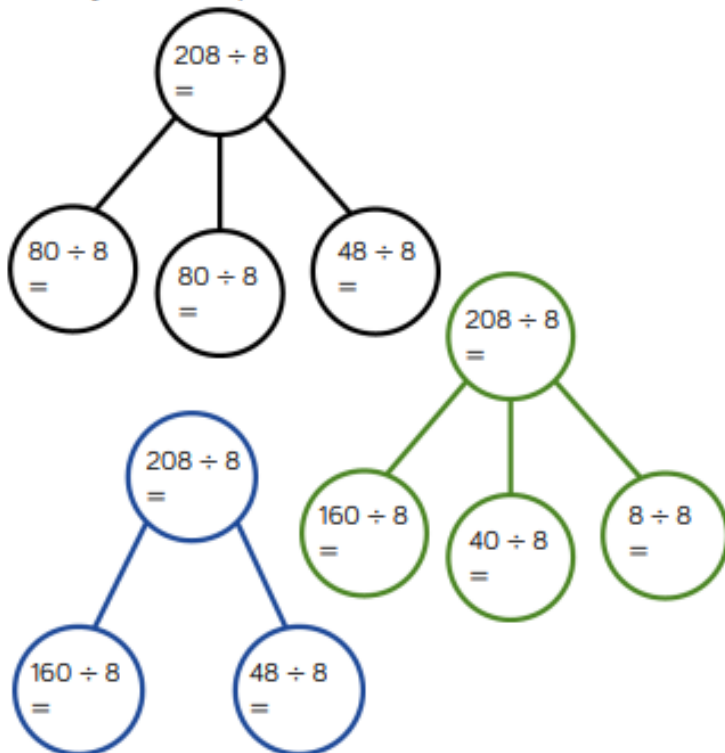 208 ÷ 8
=
80 ÷ 8
=
80 ÷ 8
=
48 ÷ 8
=
208 ÷ 8
=
160 ÷ 8
=
40 ÷ 8
=
8 ÷ 8
=
208 ÷ 8
=
160 ÷ 8
=
48 ÷ 8
=